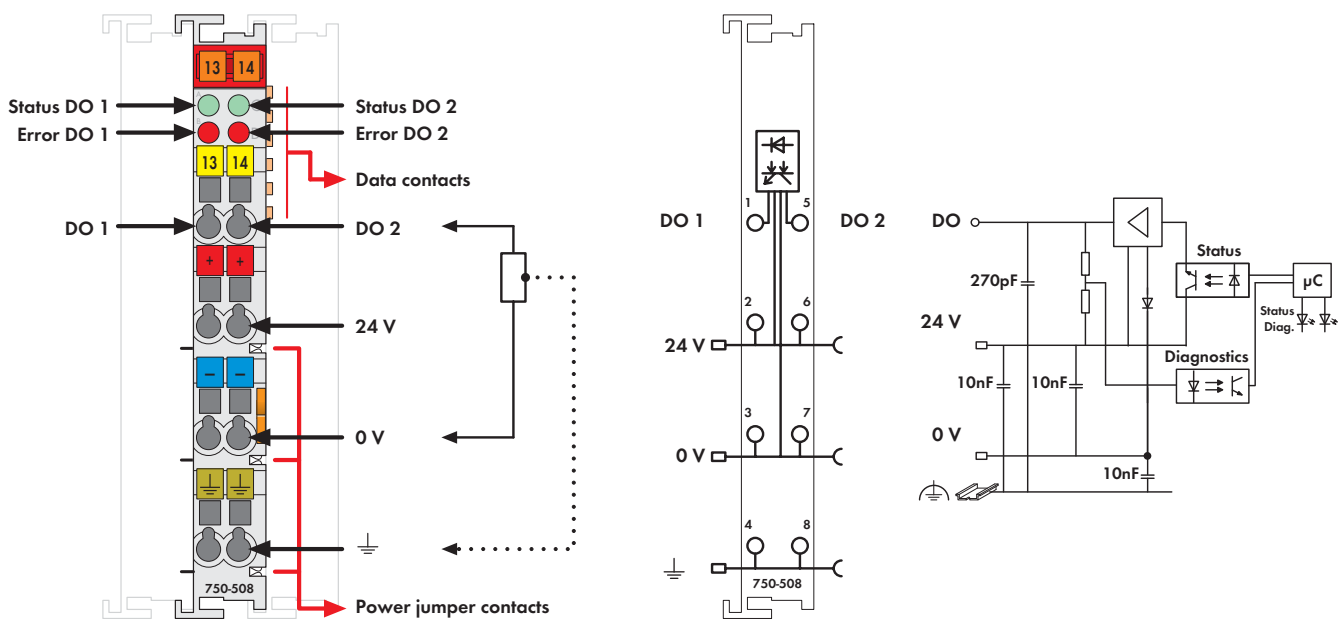 13 14
A C
Status DO 1
Status DO 2
B
Error DO 1
Error DO 2
13 14
Data contacts
DO 1
DO 2
+ +
24 V
− −
0 V
750-508
Power jumper contacts
1 5
DO 1
DO 2
2 6
24 V
3 7
0 V
4 8
750-508
DO
Status
270pF
µC
24 V
Status
Diag.
Diagnostics
10nF
10nF
0 V
10nF